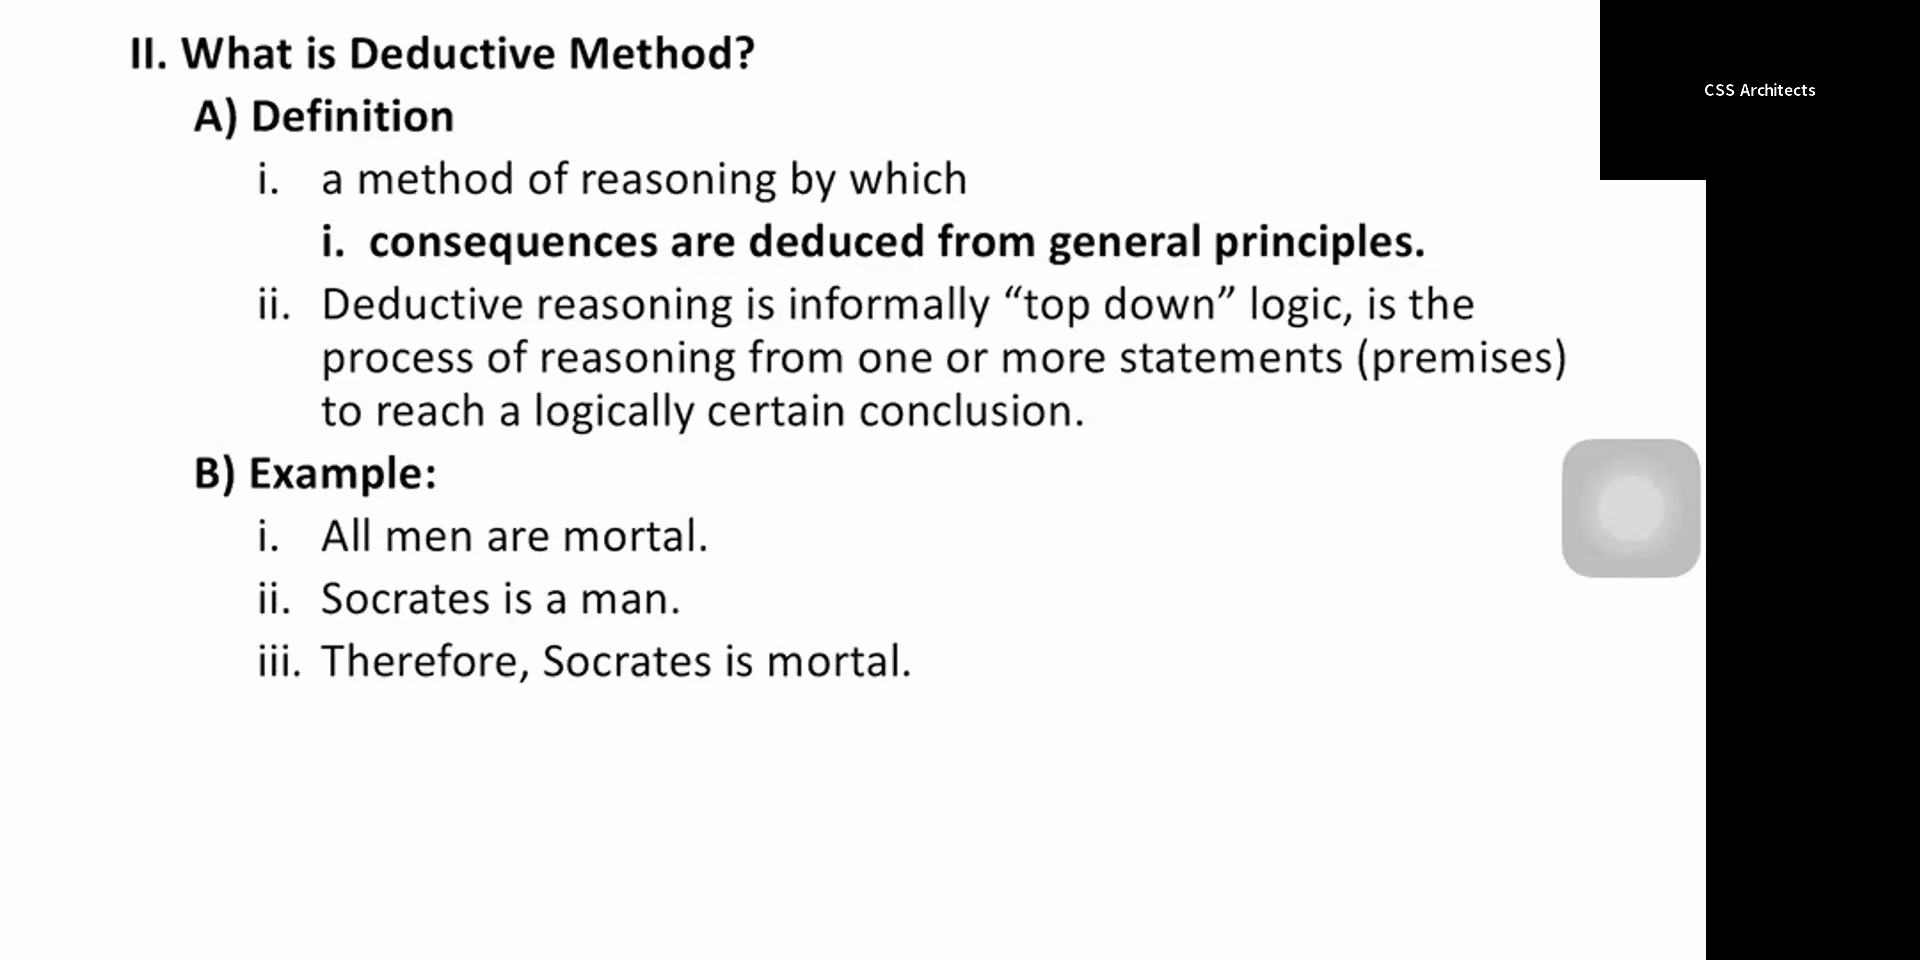 II. What is Deductive Method?
A) Definition
i. a method of reasoning by which
i. consequences are deduced from general principles.
ii. Deductive reasoning is informally “top down” logic, is the
process of reasoning from one or more statements (premises)
to reach a logically certain conclusion.
B) Example:
i. All men are mortal.
ii. Socrates is a man.
iii. Therefore, Socrates is mortal.
CSS Architects